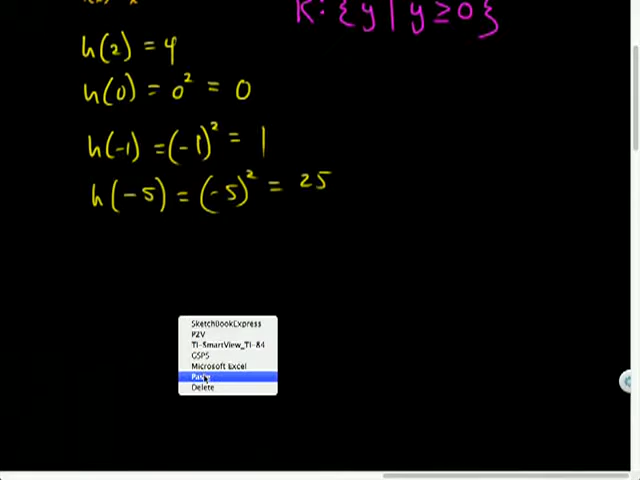 R: {y | y ≥ 0}
h(2) = 4
h(0) = 0² = 0
h(-1) = (-1)² = 1
h(-5) = (-5)² = 25
SketchBookExpress
P2V
TI-SmartView_TI-84
GSP5
Microsoft Excel
Paste
Delete